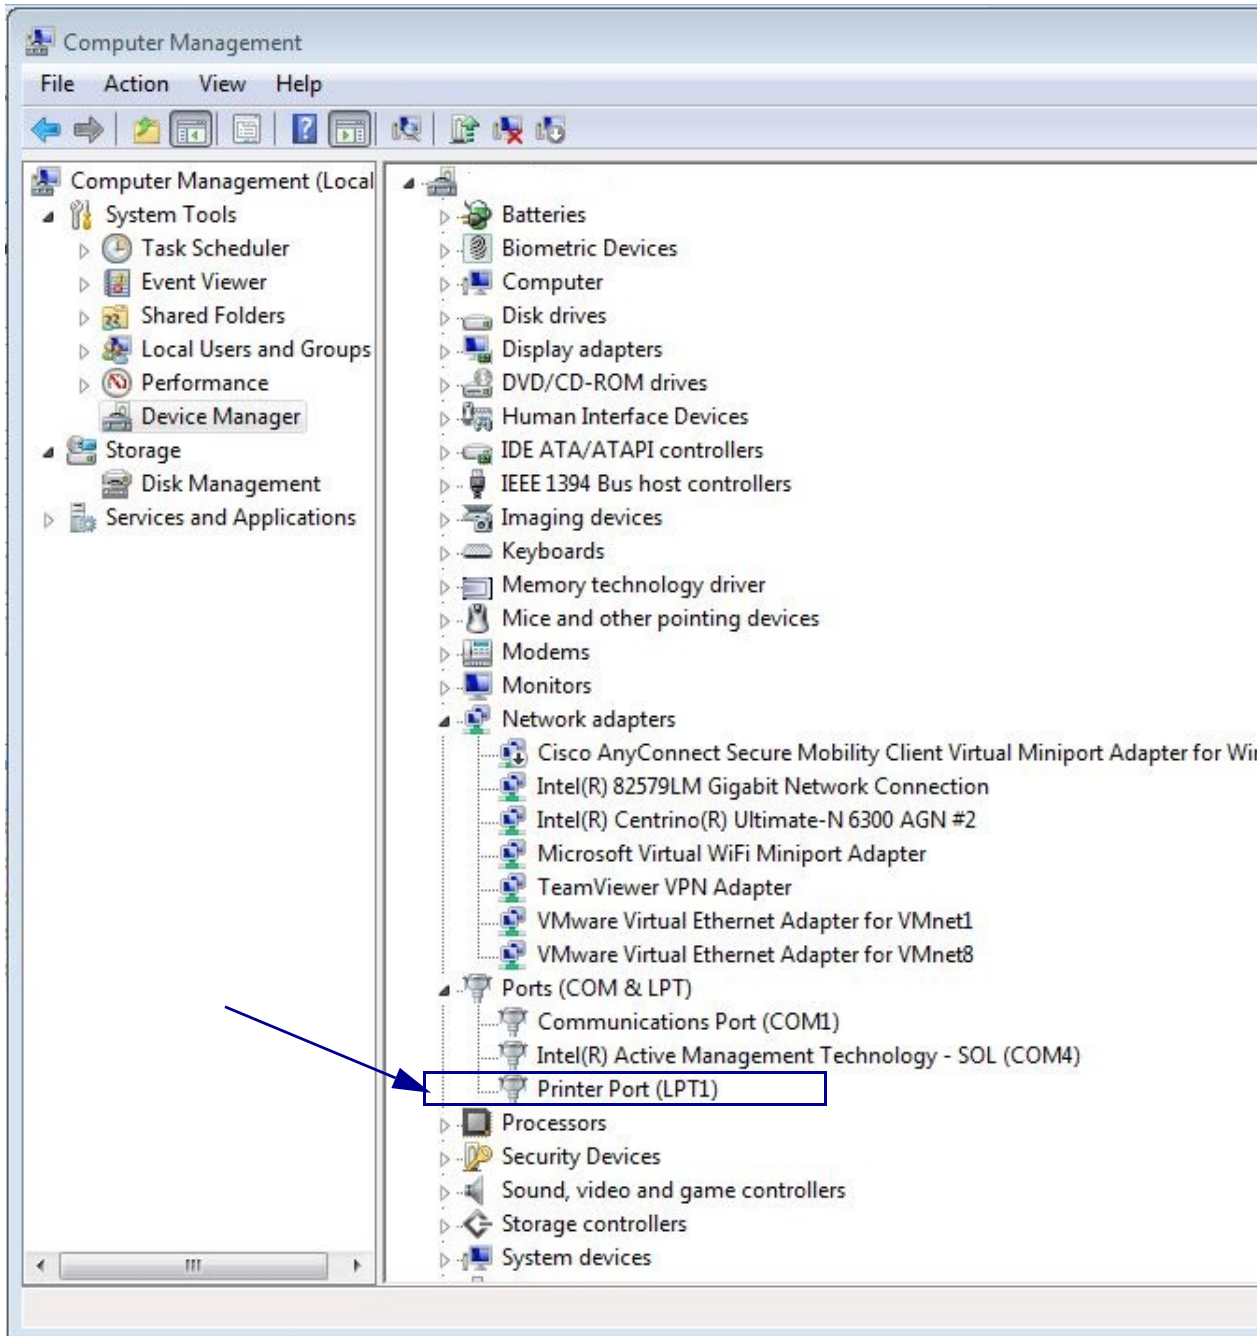 Computer Management
File Action View Help
Computer Management (Local
System Tools
Task Scheduler
Event Viewer
Shared Folders
Local Users and Groups
Performance
Device Manager
Storage
Disk Management
Services and Applications
Batteries
Biometric Devices
Computer
Disk drives
Display adapters
DVD/CD-ROM drives
Human Interface Devices
IDE ATA/ATAPI controllers
IEEE 1394 Bus host controllers
Imaging devices
Keyboards
Memory technology driver
Mice and other pointing devices
Modems
Monitors
Network adapters
Cisco AnyConnect Secure Mobility Client Virtual Miniport Adapter for Wi
Intel(R) 82579LM Gigabit Network Connection
Intel(R) Centrino(R) Ultimate-N 6300 AGN #2
Microsoft Virtual WiFi Miniport Adapter
TeamViewer VPN Adapter
VMware Virtual Ethernet Adapter for VMnet1
VMware Virtual Ethernet Adapter for VMnet8
Ports (COM & LPT)
Communications Port (COM1)
Intel(R) Active Management Technology - SOL (COM4)
Printer Port (LPT1)
Processors
Security Devices
Sound, video and game controllers
Storage controllers
System devices